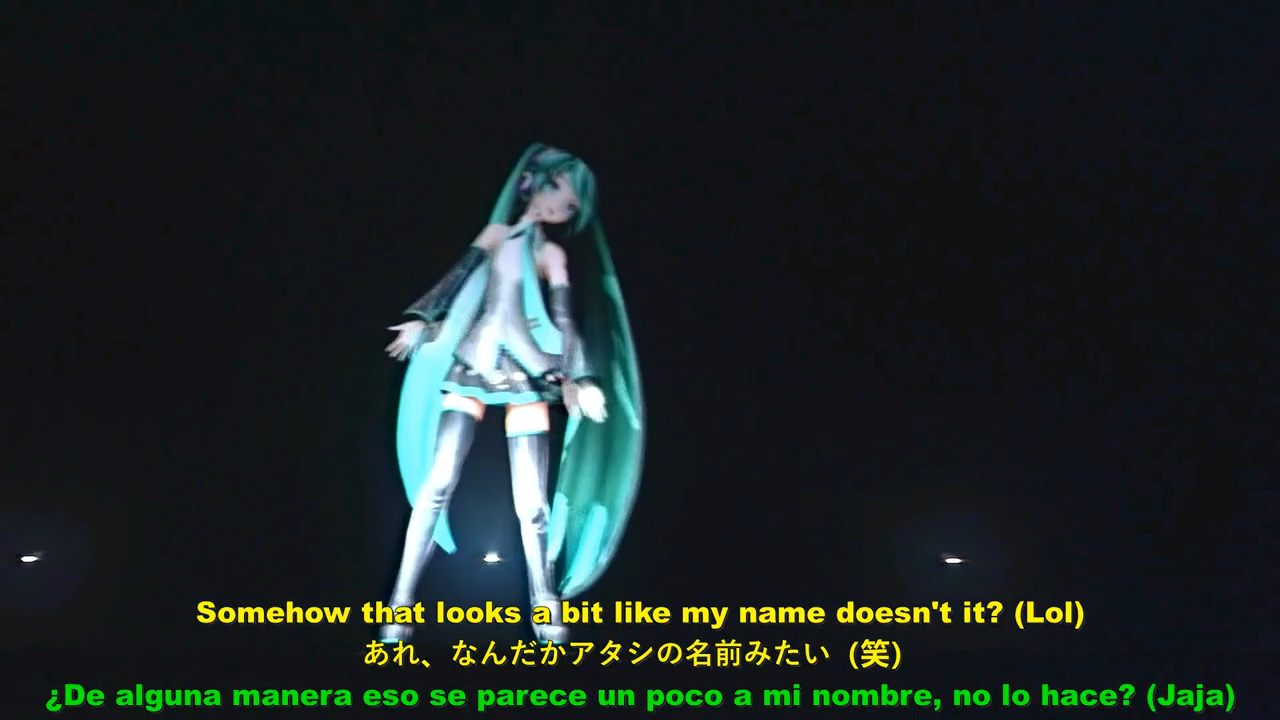 Somehow that looks a bit like my name doesn't it? (Lol)
あれ、なんだかアタシの名前みたい（笑）
¿De alguna manera eso se parece un poco a mi nombre, no lo hace? (Jaja)